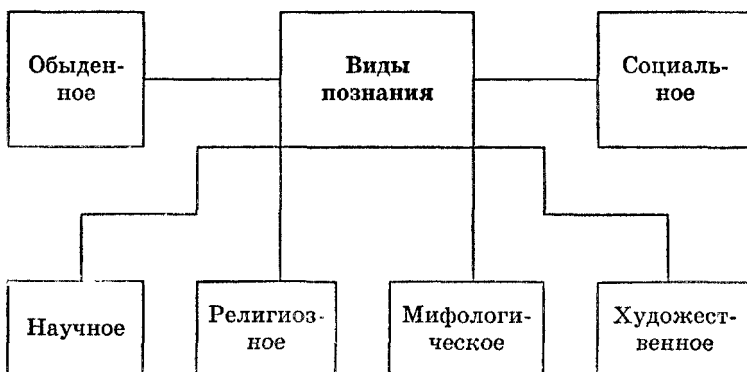 Обыден-
ное
Виды
познания
Социаль-
ное
Научное
Религиоз-
ное
Мифологи-
ческое
Художест-
венное